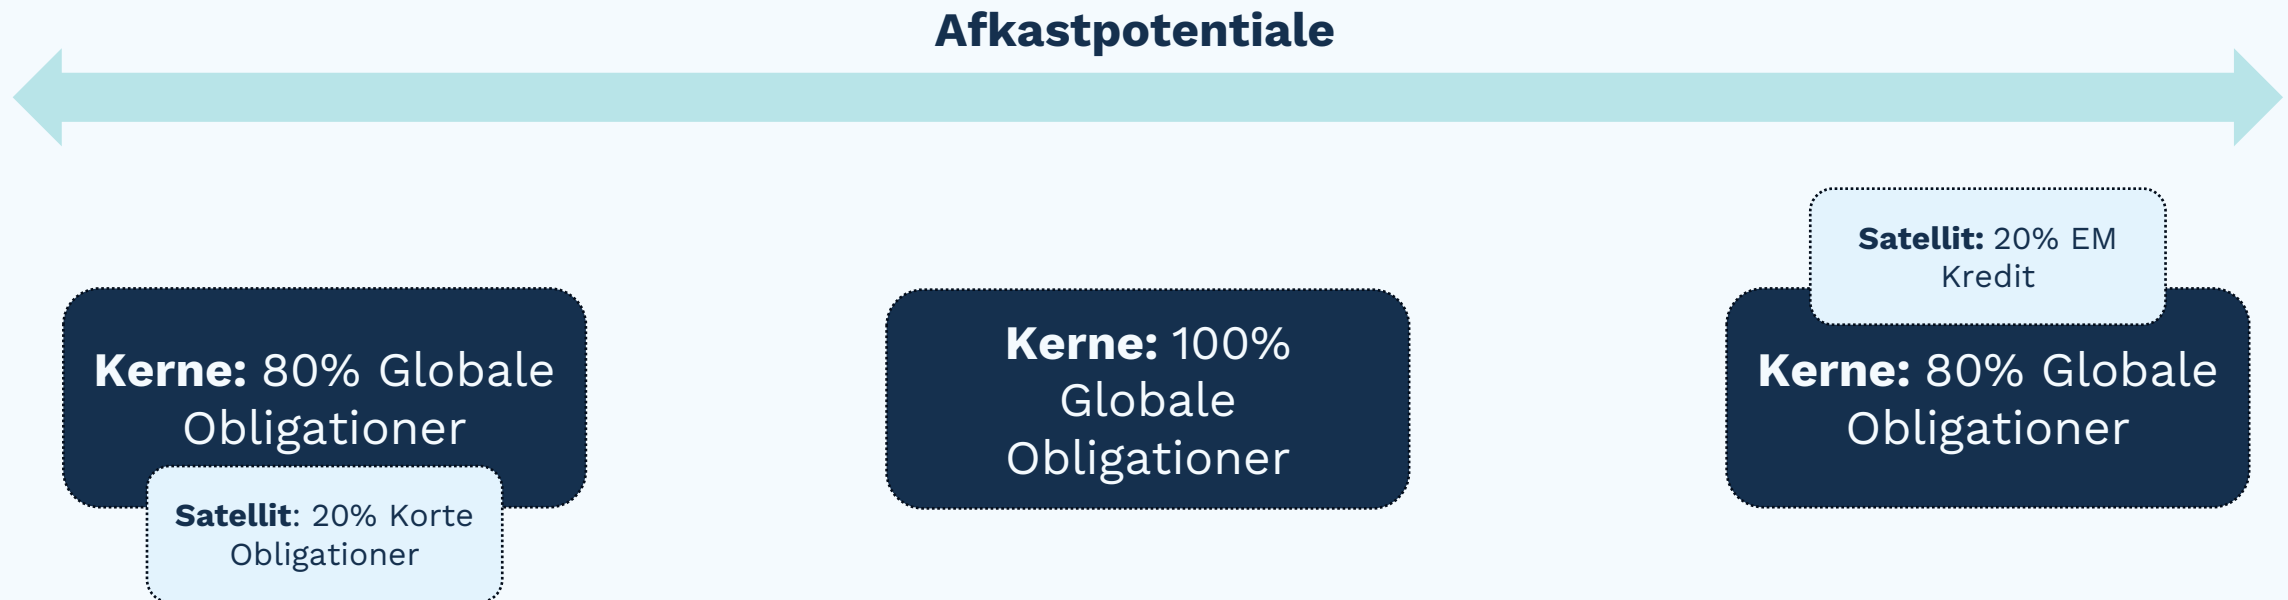 Afkastpotentiale
Kerne: 80% Globale
Obligationer
Satellit: 20% Korte
Obligationer
Kerne: 100%
Globale
Obligationer
Satellit: 20% EM
Kredit
Kerne: 80% Globale
Obligationer